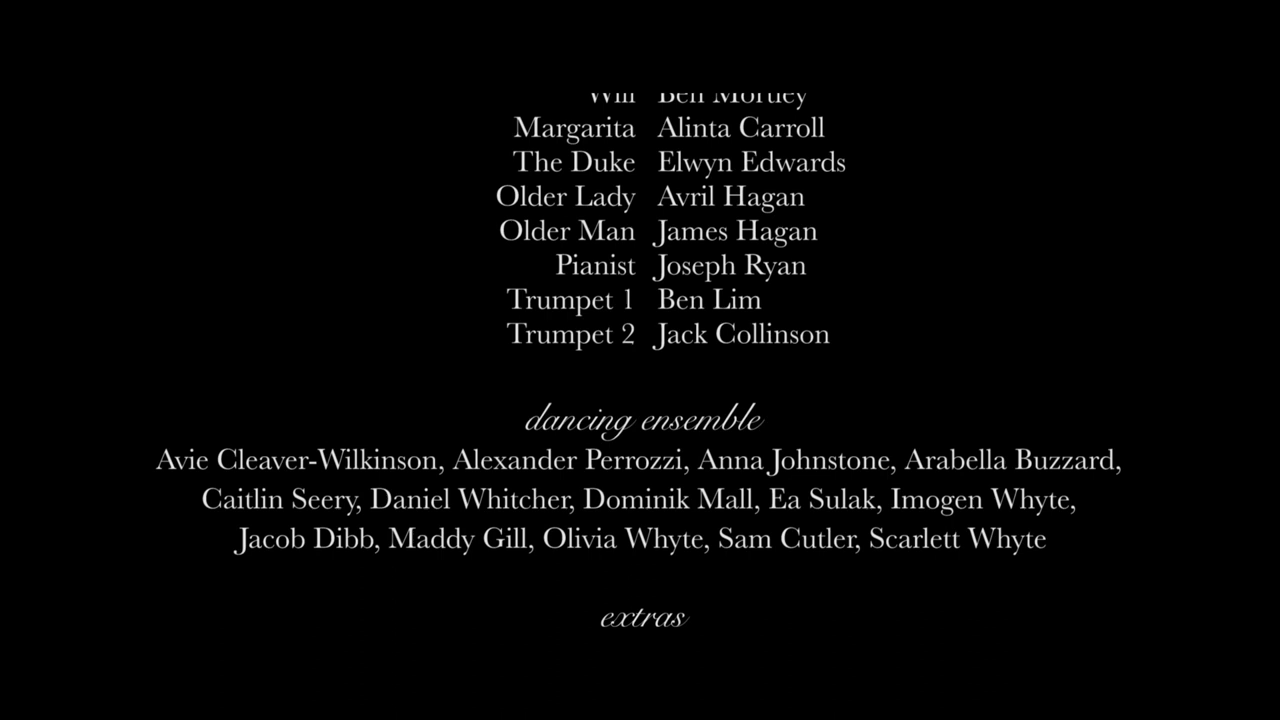 Will Ben Mortley
Margarita Alinta Carroll
The Duke Elwyn Edwards
Older Lady Avril Hagan
Older Man James Hagan
Pianist Joseph Ryan
Trumpet 1 Ben Lim
Trumpet 2 Jack Collinson
dancing ensemble
Avie Cleaver-Wilkinson, Alexander Perrozzi, Anna Johnstone, Arabella Buzzard,
Caitlin Seery, Daniel Whitcher, Dominik Mall, Ea Sulak, Imogen Whyte,
Jacob Dibb, Maddy Gill, Olivia Whyte, Sam Cutler, Scarlett Whyte
extras